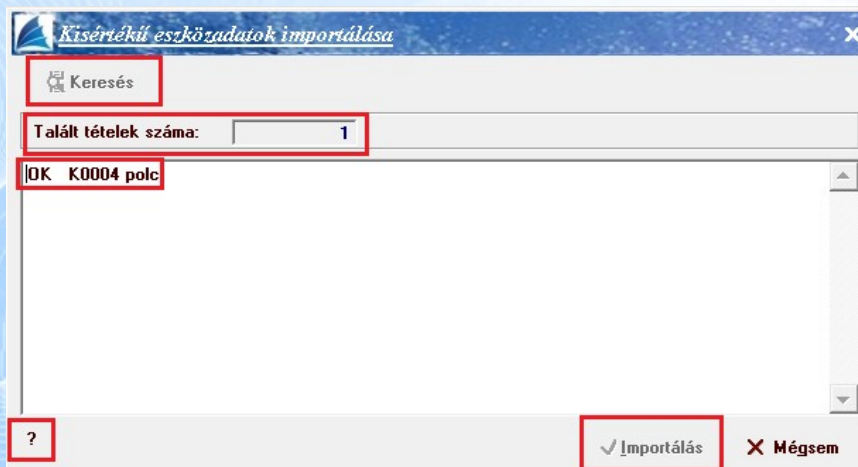 Kisértékű eszközadatok importálása
Keresés
Talált tételek száma: 1
OK K0004 polc
?
Importálás Mégsem